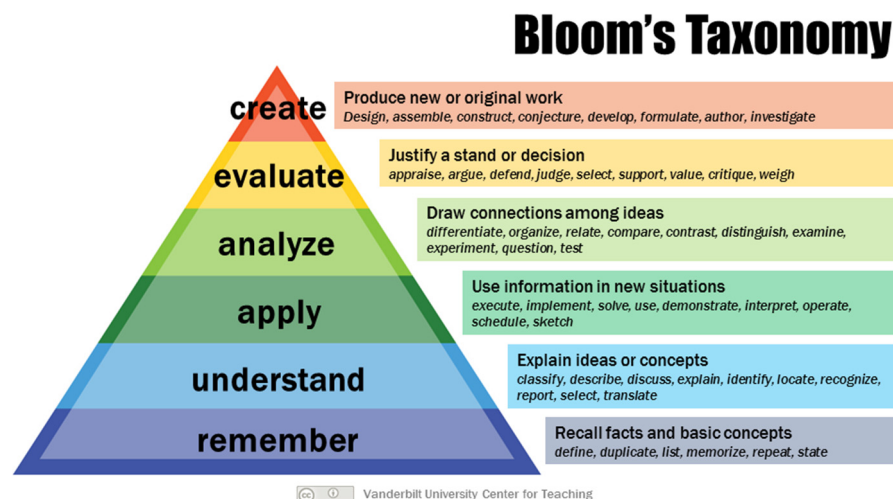 Bloom's Taxonomy
create
Produce new or original work
Design, assemble, construct, conjecture, develop, formulate, author, investigate
evaluate
Justify a stand or decision
appraise, argue, defend, judge, select, support, value, critique, weigh
analyze
Draw connections among ideas
differentiate, organize, relate, compare, contrast, distinguish, examine,
experiment, question, test
apply
Use information in new situations
execute, implement, solve, use, demonstrate, interpret, operate,
schedule, sketch
understand
Explain ideas or concepts
classify, describe, discuss, explain, identify, locate, recognize,
report, select, translate
remember
Recall facts and basic concepts
define, duplicate, list, memorize, repeat, state
cc
Vanderbilt University Center for Teaching